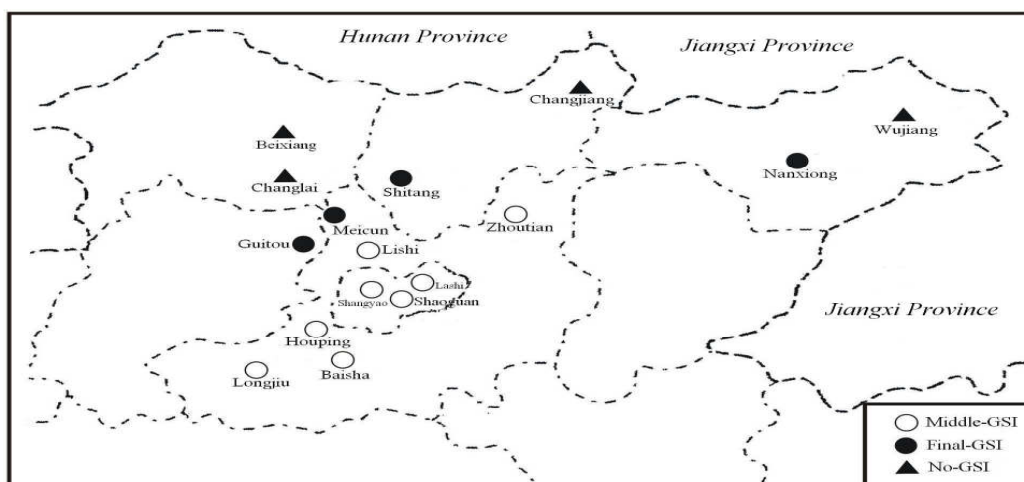 Hunan Province
Jiangxi Province
Changjiang
Wujiang
Beixiang
Nanxiong
Changlai
Shitang
Meicun
Zhoutian
Guitou
Lishi
Lashi
Shangyao
Shaoguan
Jiangxi Province
Houping
Baisha
Longjiu
Middle-GSI
Final-GSI
No-GSI